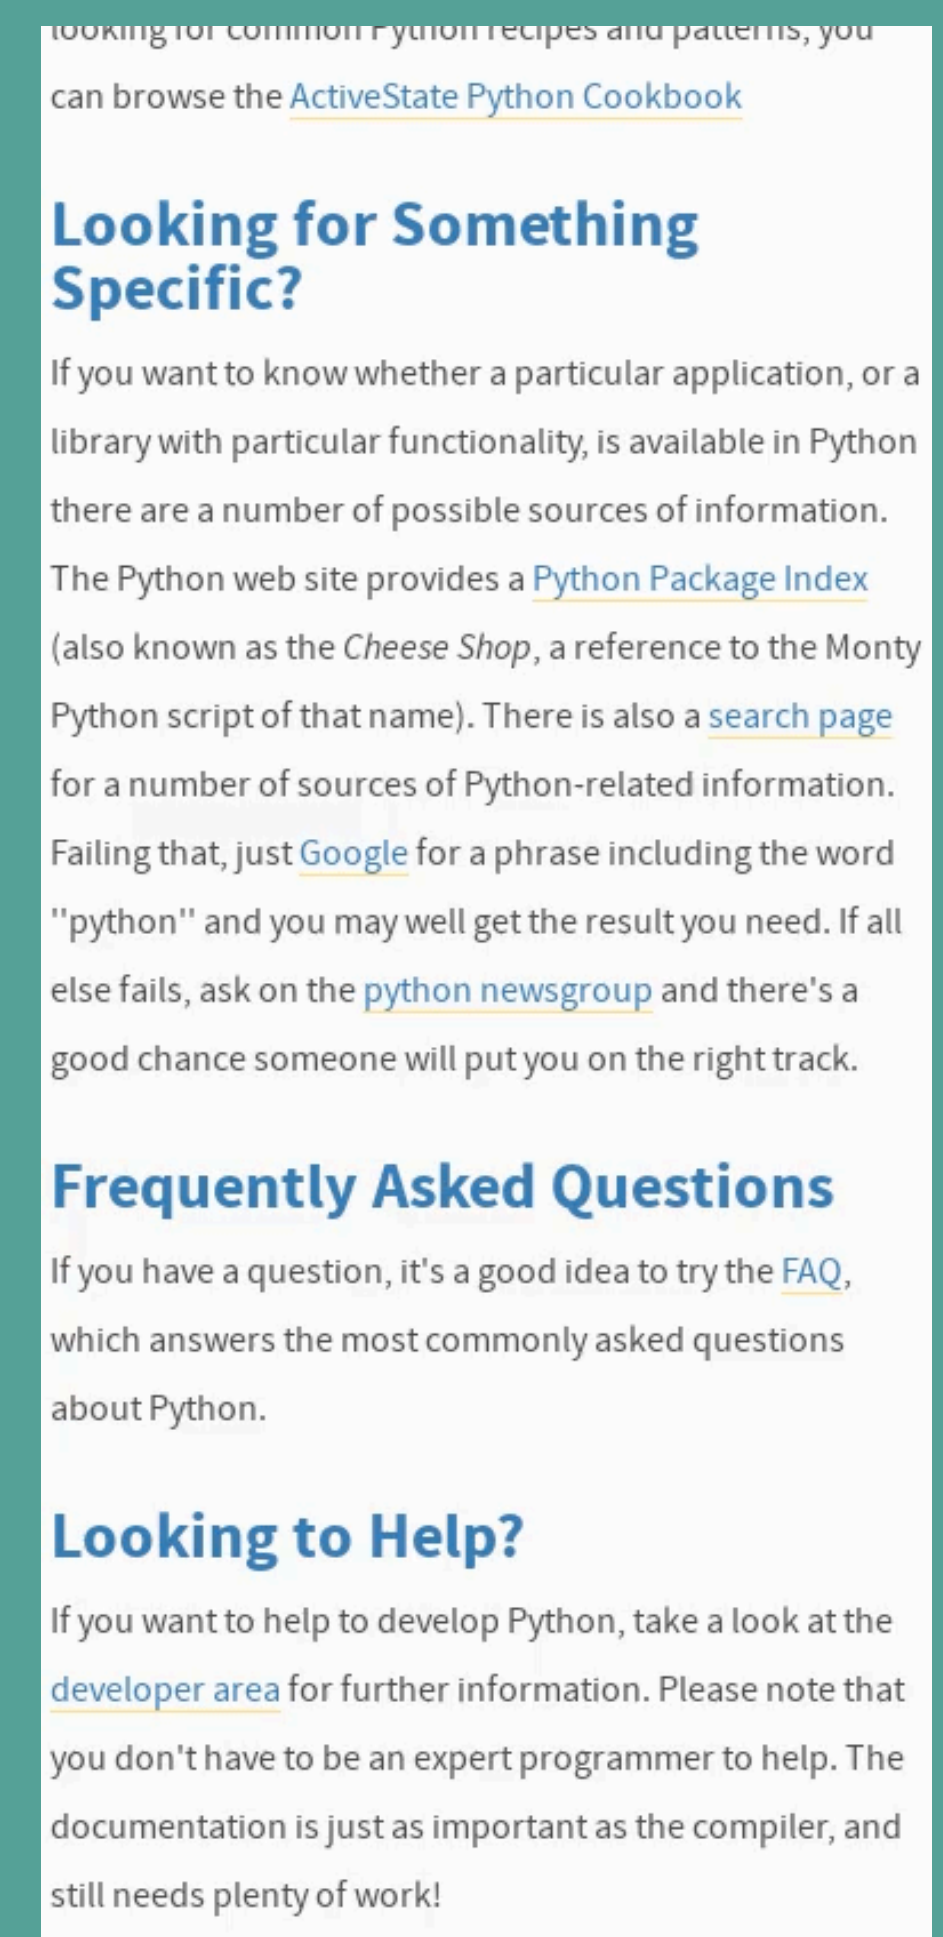 looking for common Python recipes and patterns, you
can browse the ActiveState Python Cookbook
Looking for Something
Specific?
If you want to know whether a particular application, or a
library with particular functionality, is available in Python
there are a number of possible sources of information.
The Python web site provides a Python Package Index
(also known as the Cheese Shop, a reference to the Monty
Python script of that name). There is also a search page
for a number of sources of Python-related information.
Failing that, just Google for a phrase including the word
''python'' and you may well get the result you need. If all
else fails, ask on the python newsgroup and there's a
good chance someone will put you on the right track.
Frequently Asked Questions
If you have a question, it's a good idea to try the FAQ,
which answers the most commonly asked questions
about Python.
Looking to Help?
If you want to help to develop Python, take a look at the
developer area for further information. Please note that
you don't have to be an expert programmer to help. The
documentation is just as important as the compiler, and
still needs plenty of work!